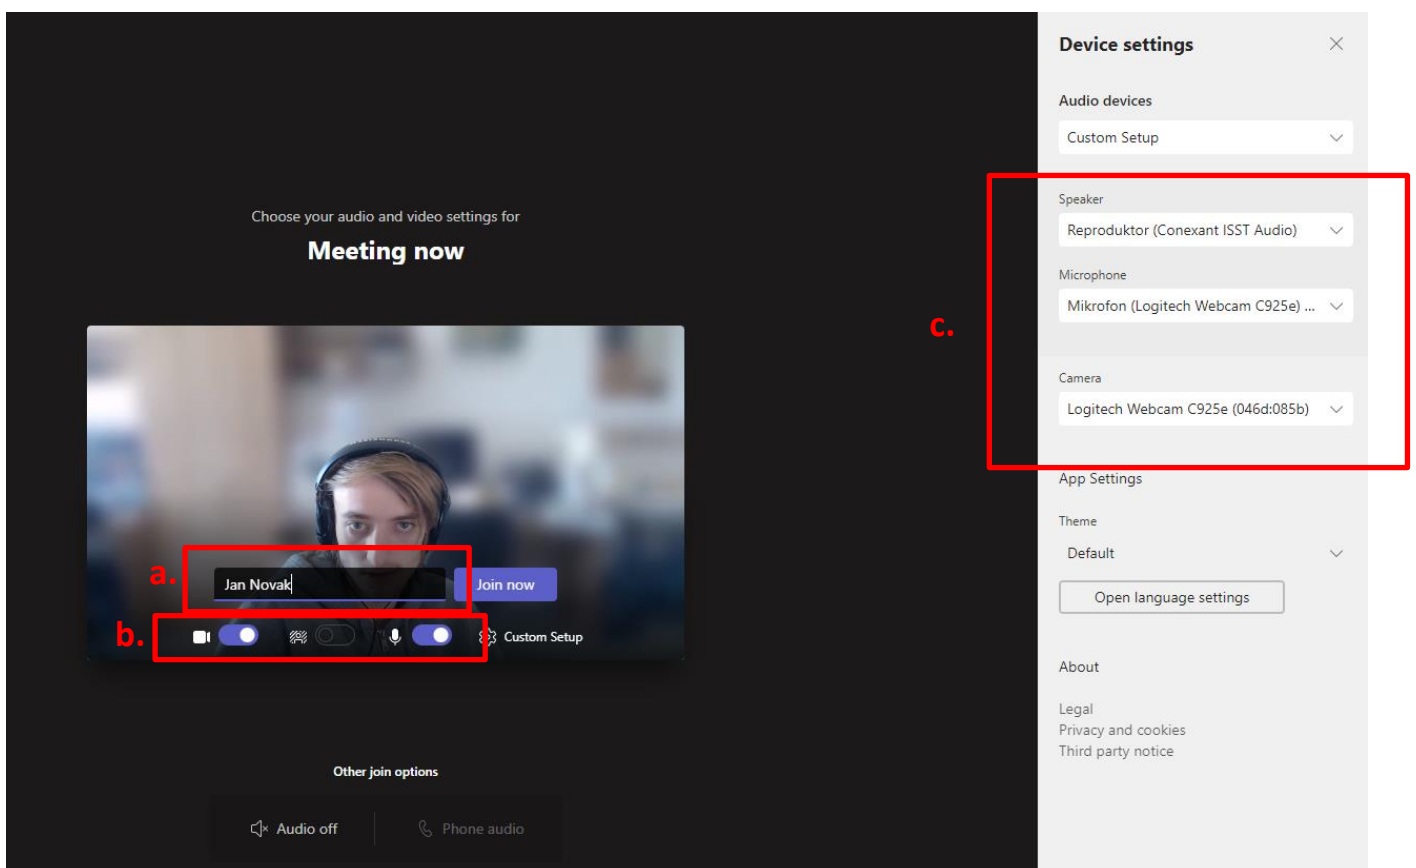 Choose your audio and video settings for
Meeting now
a.
Jan Novak
Join now
b.
Custom Setup
Other join options
Audio off
Phone audio
c.
Device settings
Audio devices
Custom Setup
Speaker
Reproduktor (Conexant ISST Audio)
Microphone
Mikrofon (Logitech Webcam C925e) ...
Camera
Logitech Webcam C925e (046d:085b)
App Settings
Theme
Default
Open language settings
About
Legal
Privacy and cookies
Third party notice